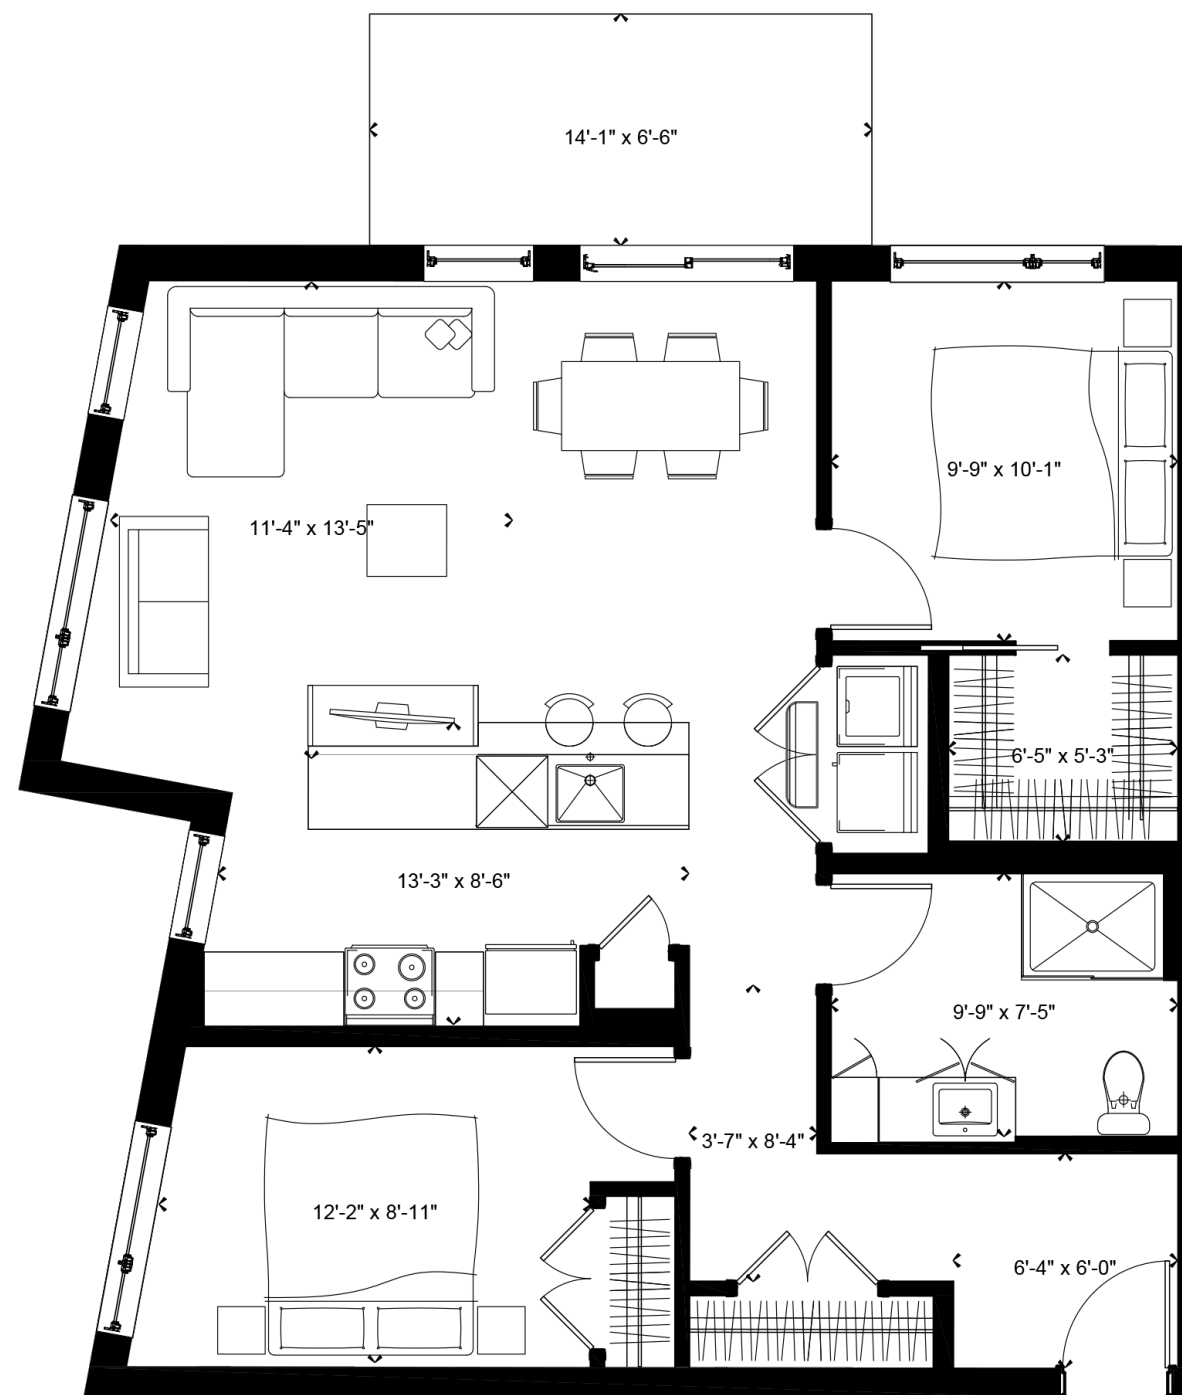 14'-1" x 6'-6"
9'-9" x 10'-1"
11'-4" x 13'-5"
6'-5" x 5'-3"
13'-3" x 8'-6"
9'-9" x 7'-5"
3'-7" x 8'-4"
12'-2" x 8'-11"
6'-4" x 6'-0"